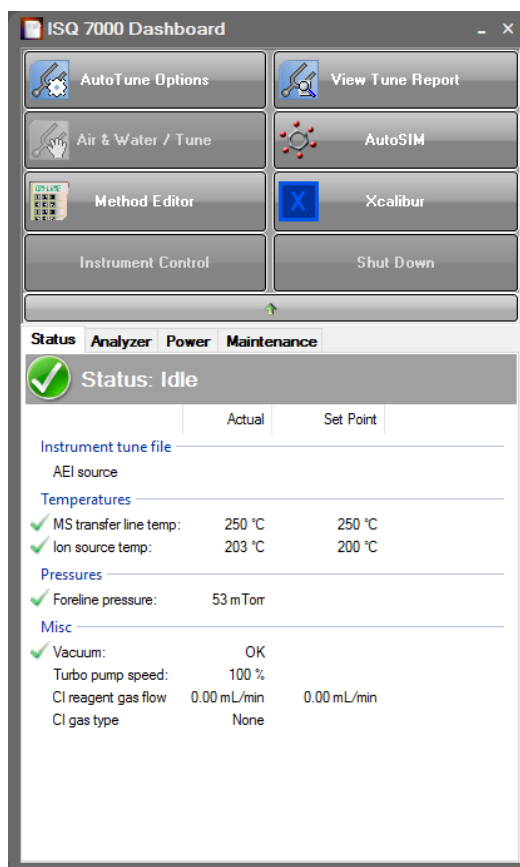 ISQ 7000 Dashboard
AutoTune Options
View Tune Report
Air & Water / Tune
AutoSIM
Method Editor
X
Xcalibur
Instrument Control
Shut Down
Status Analyzer Power Maintenance
Status: Idle
Actual Set Point
Instrument tune file
AEI source
Temperatures
MS transfer line temp: 250 °C 250 °C
Ion source temp: 203 °C 200 °C
Pressures
Foreline pressure: 53 mTorr
Misc
Vacuum: OK
Turbo pump speed: 100 %
CI reagent gas flow 0.00 mL/min 0.00 mL/min
CI gas type None